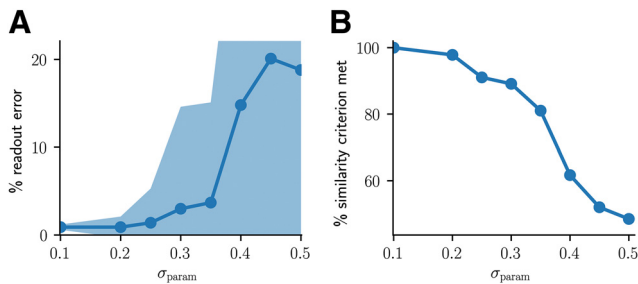 A
% readout error
20
10
0
0.1 0.2 0.3 0.4 0.5
σparam
B
% similarity criterion met
100
80
60
0.1 0.2 0.3 0.4 0.5
σparam